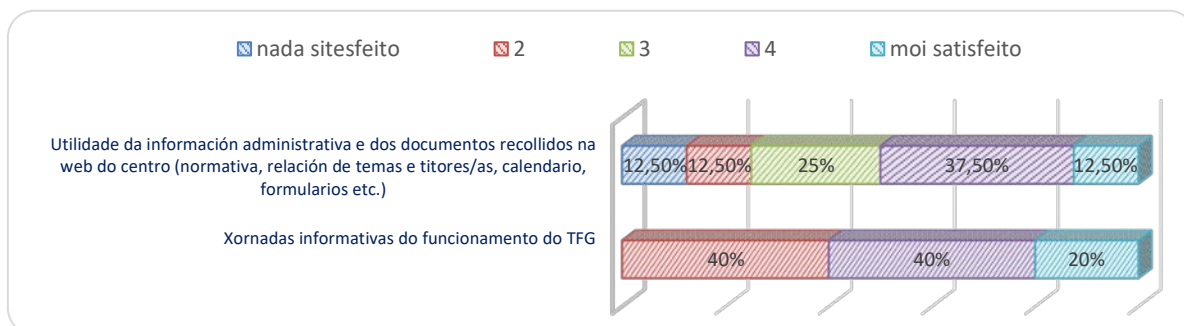 nada sitesfeito 2 3 4 moi satisfeito
Utilidade da información administrativa e dos documentos recollidos na
web do centro (normativa, relación de temas e titores/as, calendario,
formularios etc.)
12,50% 12,50% 25% 37,50% 12,50%
Xornadas informativas do funcionamento do TFG
40% 40% 20%